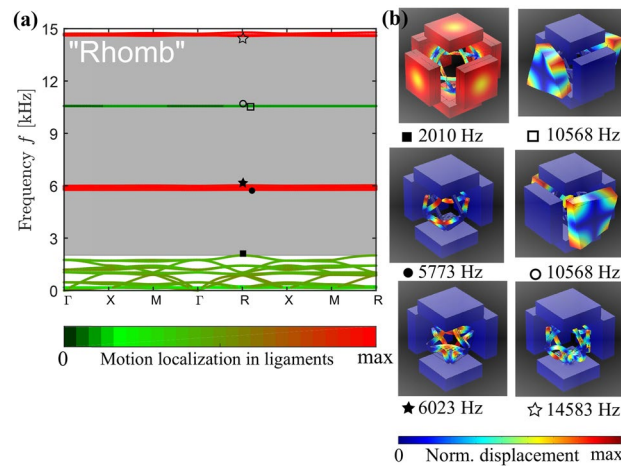 (a)
15
12
9
6
3
0
Frequency f [kHz]
"Rhomb"
Γ X M Γ R X M R
0 Motion localization in ligaments max
(b)
■ 2010 Hz □ 10568 Hz
● 5773 Hz ○ 10568 Hz
★ 6023 Hz ☆ 14583 Hz
0 Norm. displacement max